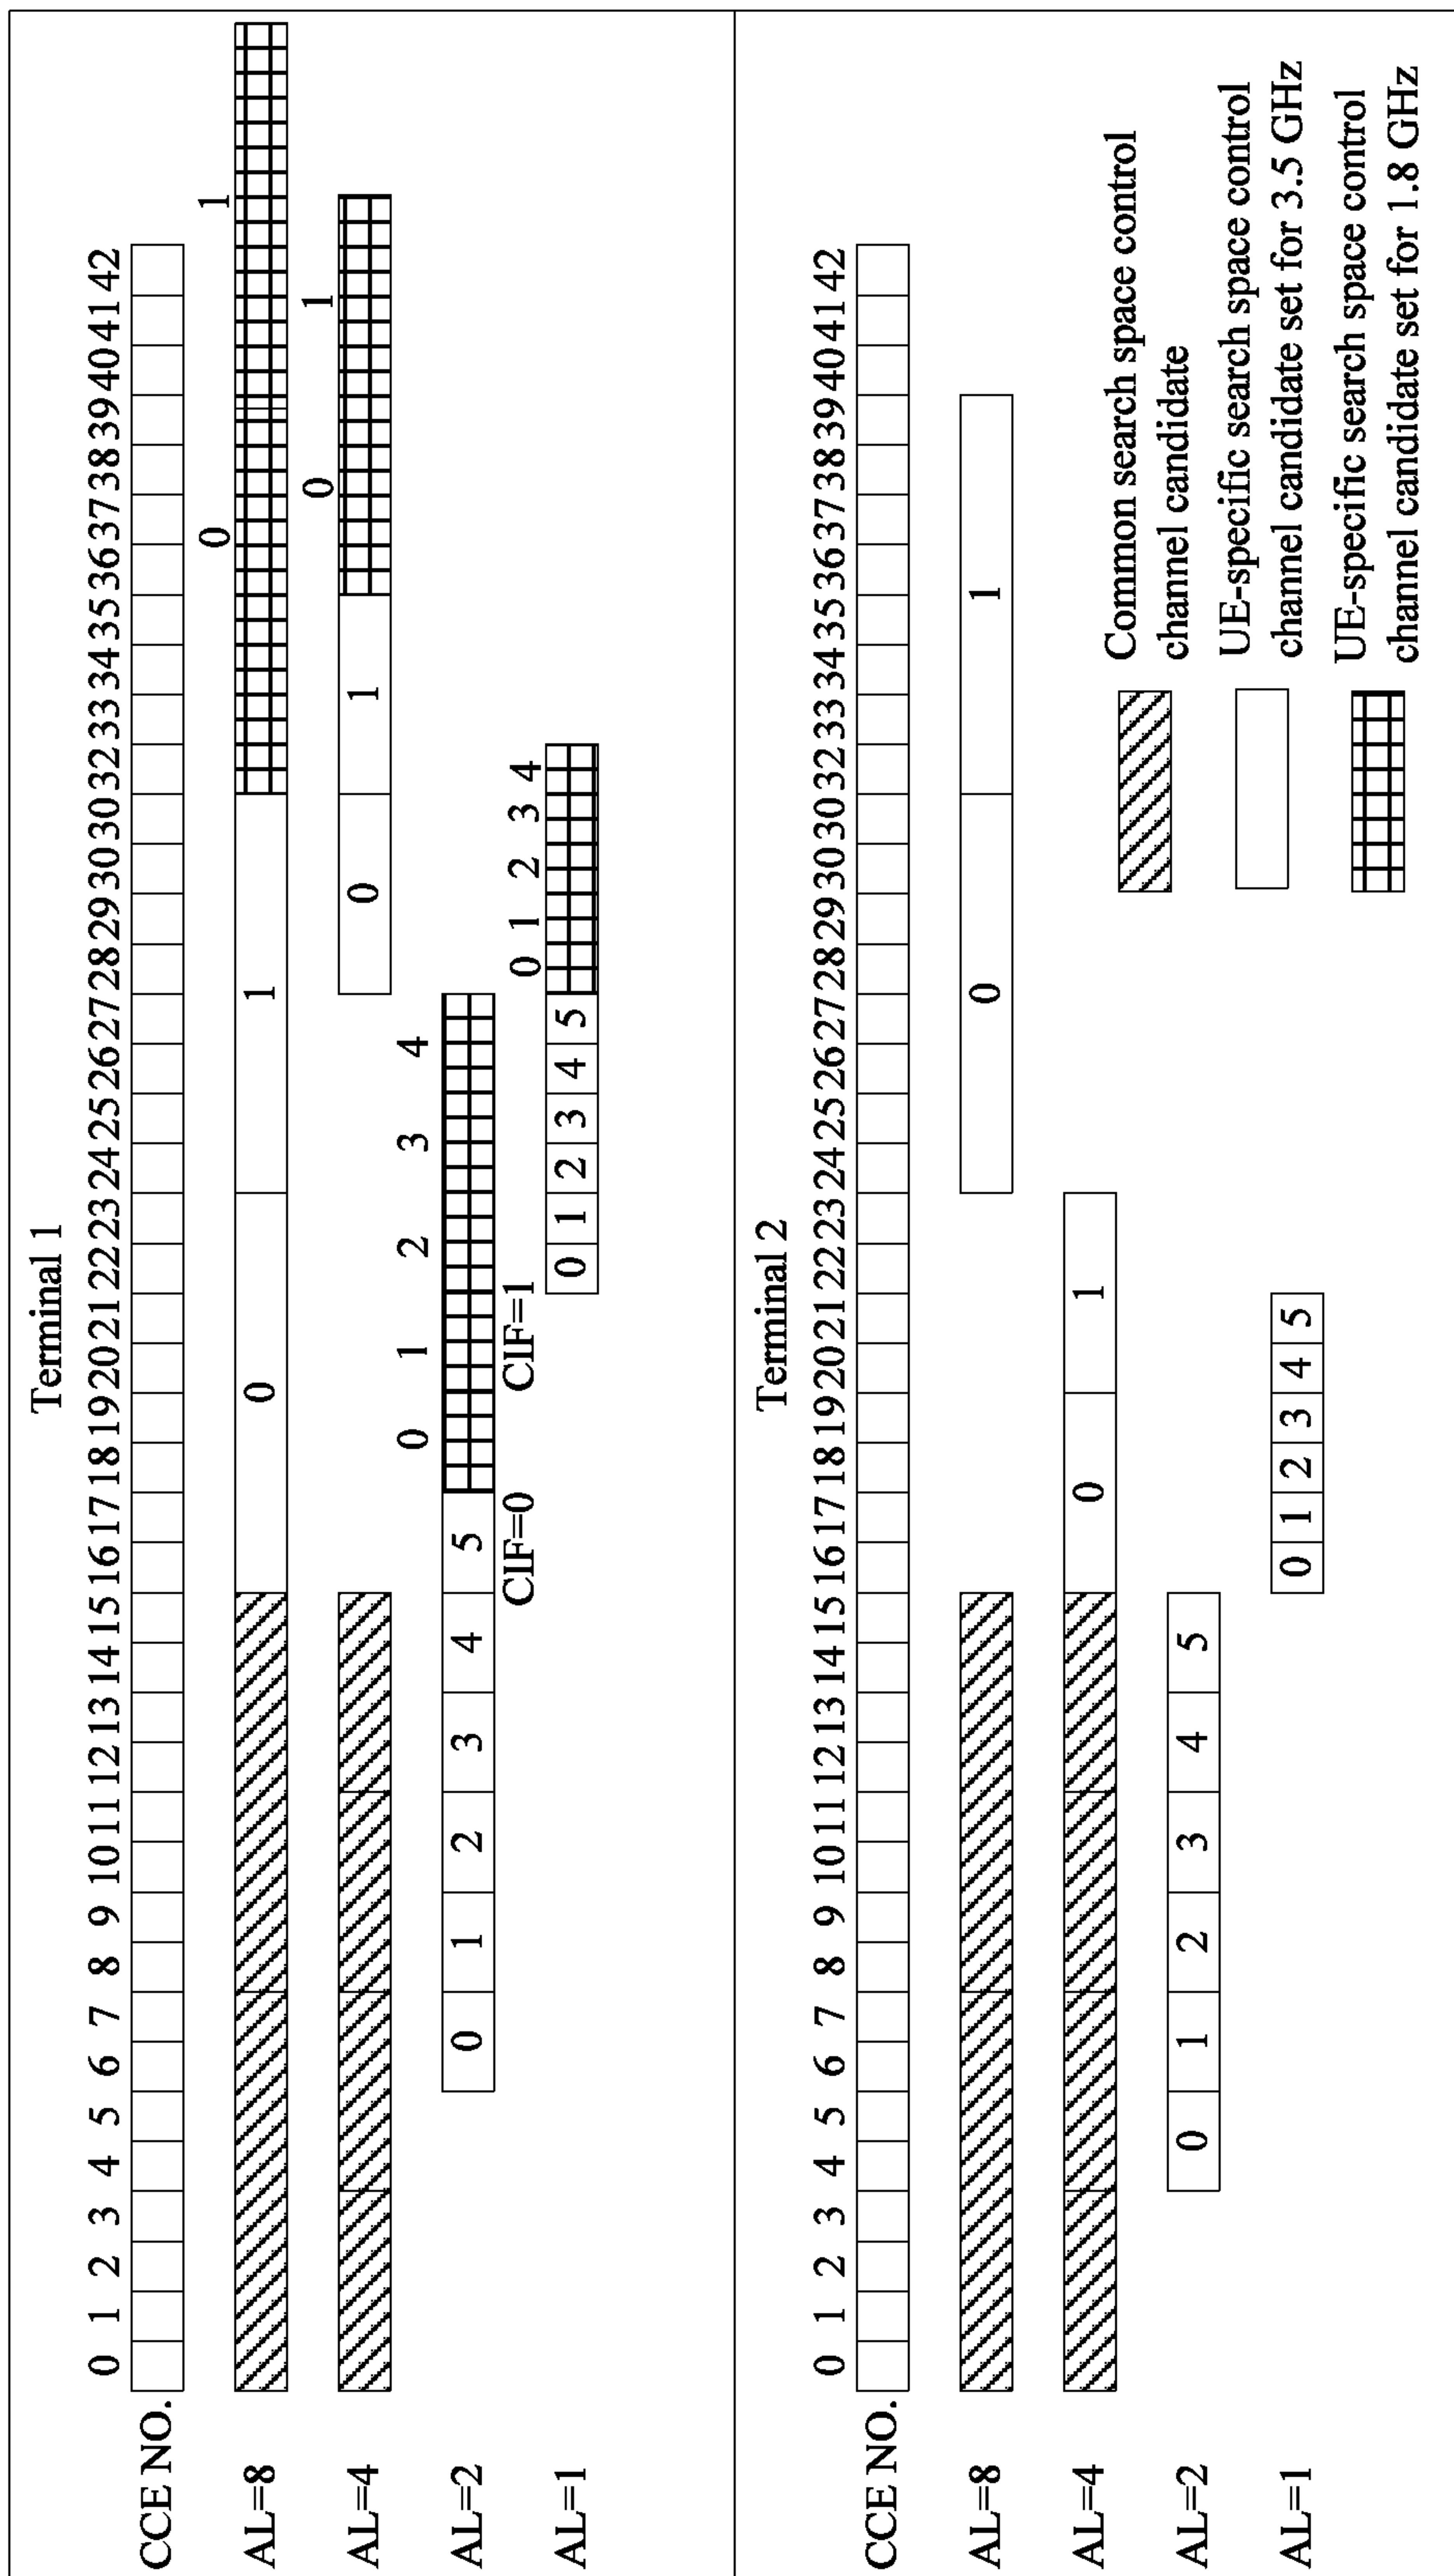 Terminal 1
CCE NO. 0 1 2 3 4 5 6 7 8 9 10 11 12 13 14 15 16 17 18 19 20 21 22 23 24 25 26 27 28 29 30 30 32 33 34 35 36 37 38 39 40 41 42
0 1
AL=8 0 1
0 1
AL=4 0 1
0 1 2 3 4
AL=2 0 1 2 3 4 5
CIF=0 CIF=1 0 1 2 3 4
AL=1 0 1 2 3 4 5
Terminal 2
CCE NO. 0 1 2 3 4 5 6 7 8 9 10 11 12 13 14 15 16 17 18 19 20 21 22 23 24 25 26 27 28 29 30 30 32 33 34 35 36 37 38 39 40 41 42
AL=8 0 1
AL=4 0 1
AL=2 0 1 2 3 4 5
AL=1 0 1 2 3 4 5
Common search space control
channel candidate
UE-specific search space control
channel candidate set for 3.5 GHz
UE-specific search space control
channel candidate set for 1.8 GHz